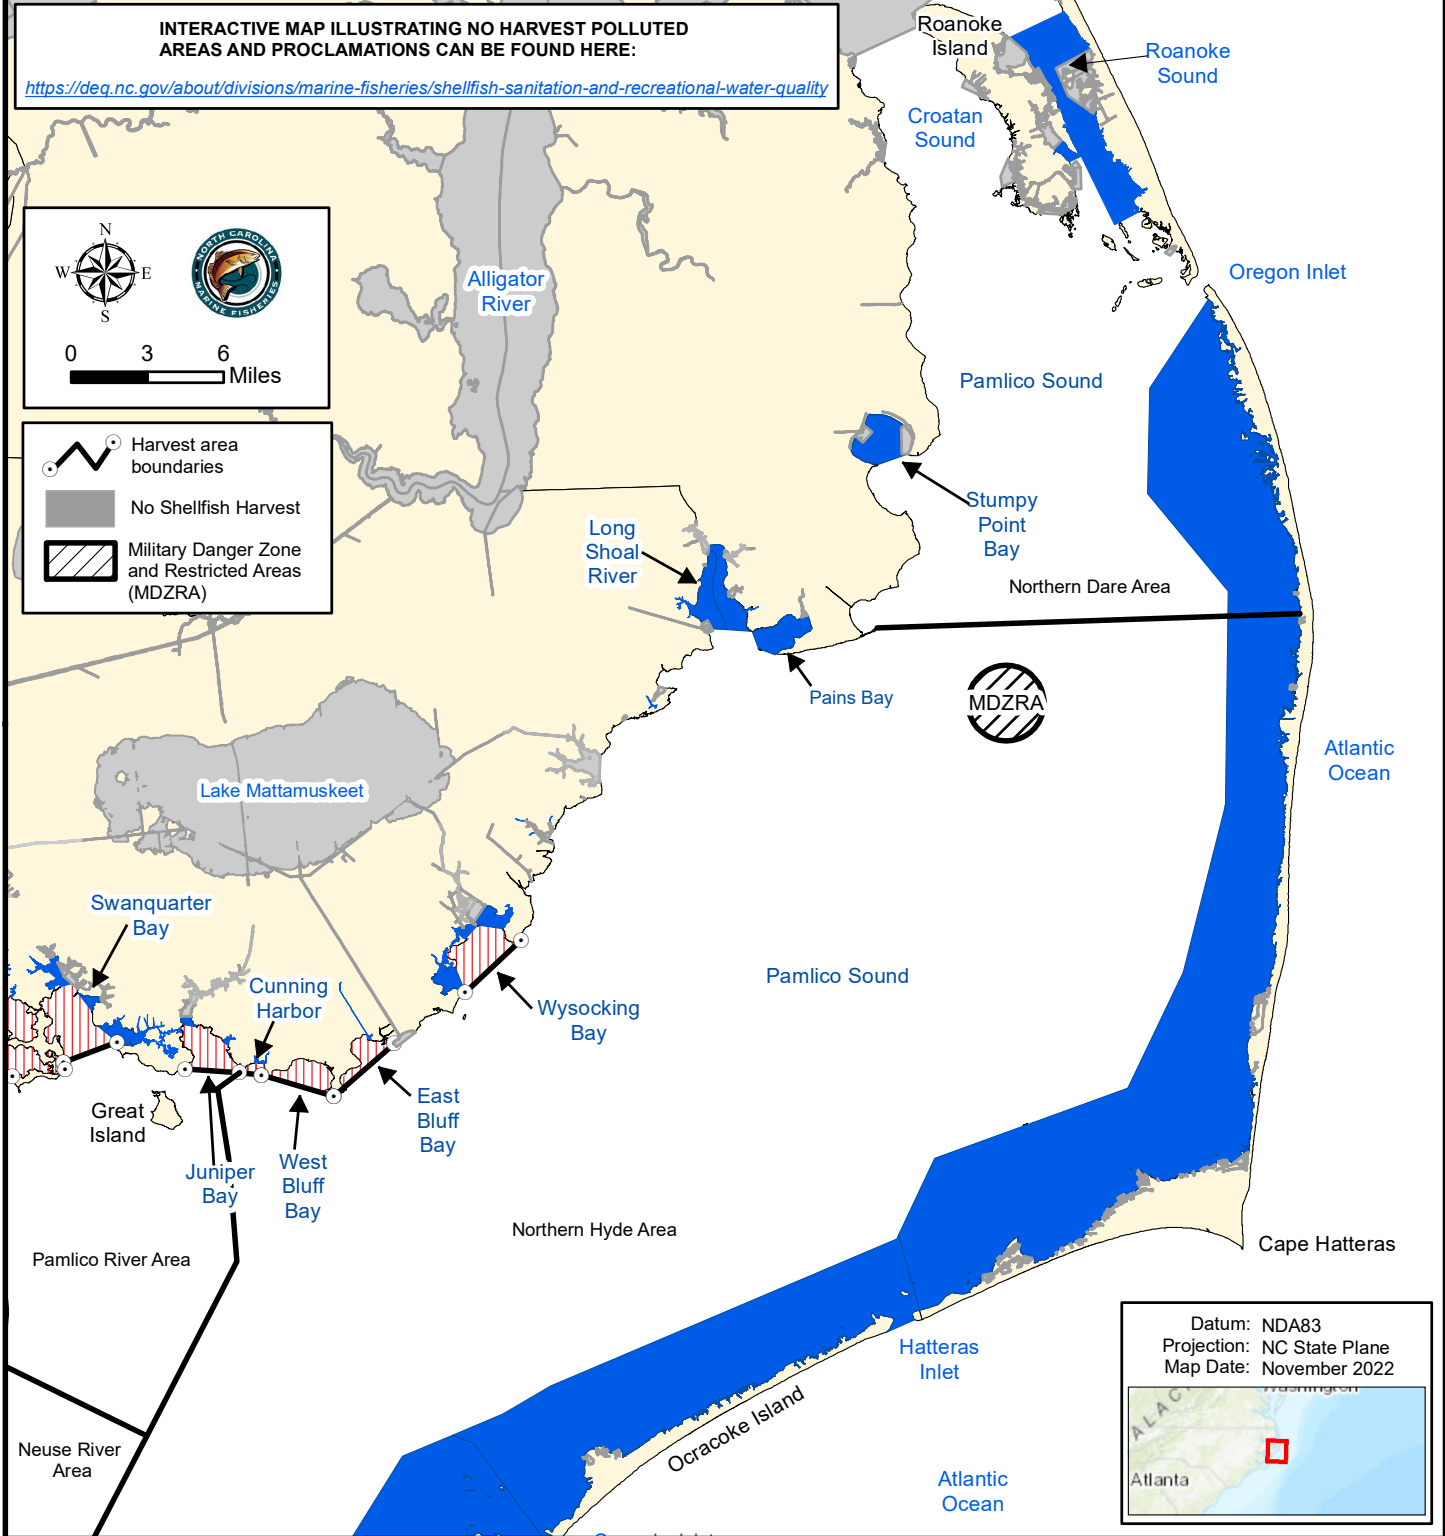 INTERACTIVE MAP ILLUSTRATING NO HARVEST POLLUTED
AREAS AND PROCLAMATIONS CAN BE FOUND HERE:
https://deq.nc.gov/about/divisions/marine-fisheries/shellfish-sanitation-and-recreational-water-quality
Roanoke
Island
Roanoke
Sound
Croatan
Sound
N
W
E
S
NORTH CAROLINA
MARINE FISHERIES
0 3 6
Miles
Alligator
River
Oregon Inlet
Pamlico Sound
Harvest area
boundaries
No Shellfish Harvest
Military Danger Zone
and Restricted Areas
(MDZRA)
Stumpy
Point
Bay
Long
Shoal
River
Northern Dare Area
Pains Bay
MDZRA
Atlantic
Ocean
Lake Mattamuskeet
Swanquarter
Bay
Cunning
Harbor
Pamlico Sound
Wysocking
Bay
East
Bluff
Bay
Great
Island
Juniper
Bay
West
Bluff
Bay
Northern Hyde Area
Pamlico River Area
Cape Hatteras
Hatteras
Inlet
Ocracoke Island
Neuse River
Area
Atlantic
Ocean
Datum: NDA83
Projection: NC State Plane
Map Date: November 2022
Washington
Atlanta